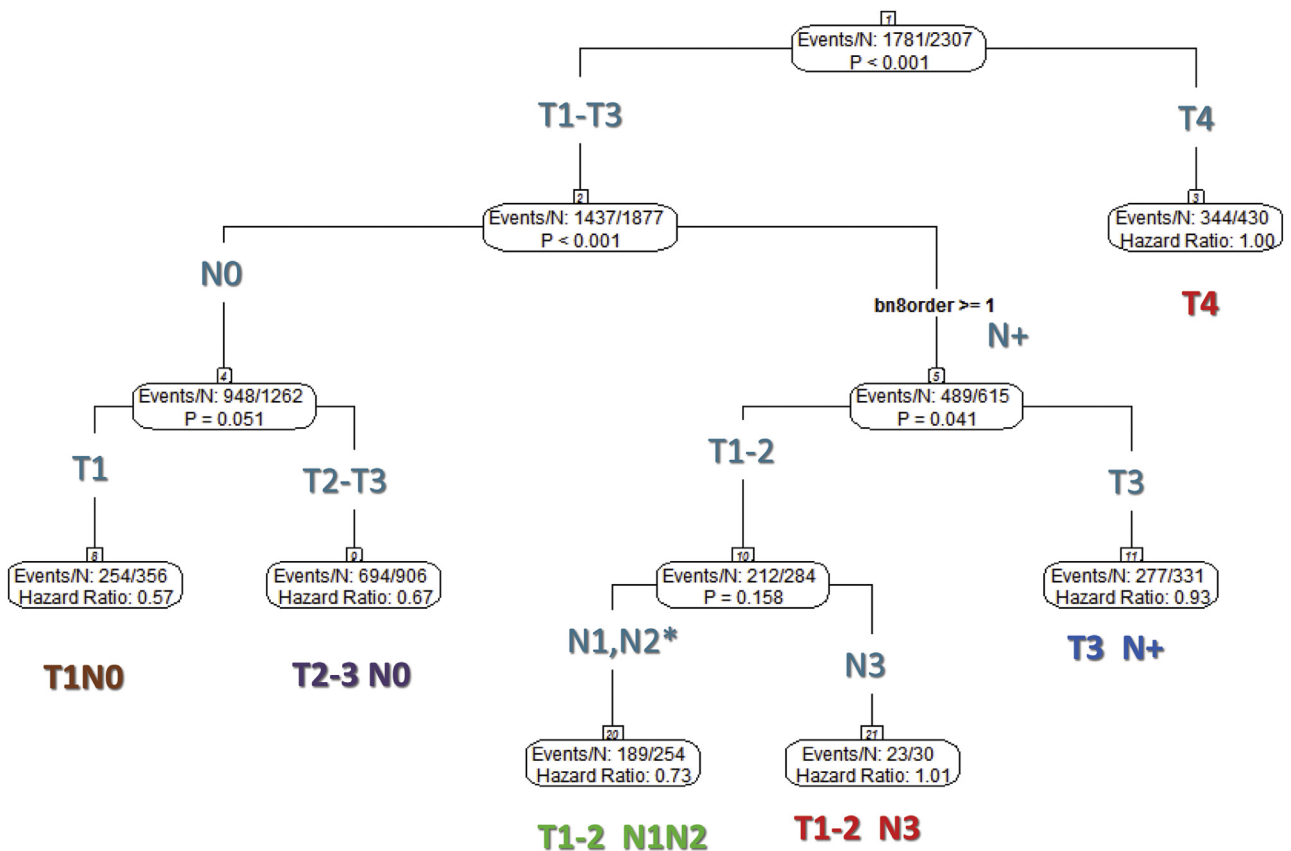 1
Events/N: 1781/2307
P < 0.001
T1-T3
T4
2
Events/N: 1437/1877
P < 0.001
3
Events/N: 344/430
Hazard Ratio: 1.00
T4
N0
bn8order >= 1
N+
4
Events/N: 948/1262
P = 0.051
5
Events/N: 489/615
P = 0.041
T1
T2-T3
T1-2
T3
8
Events/N: 254/356
Hazard Ratio: 0.57
9
Events/N: 694/906
Hazard Ratio: 0.67
10
Events/N: 212/284
P = 0.158
11
Events/N: 277/331
Hazard Ratio: 0.93
T1N0
T2-3 N0
N1,N2*
N3
T3 N+
20
Events/N: 189/254
Hazard Ratio: 0.73
21
Events/N: 23/30
Hazard Ratio: 1.01
T1-2 N1N2
T1-2 N3